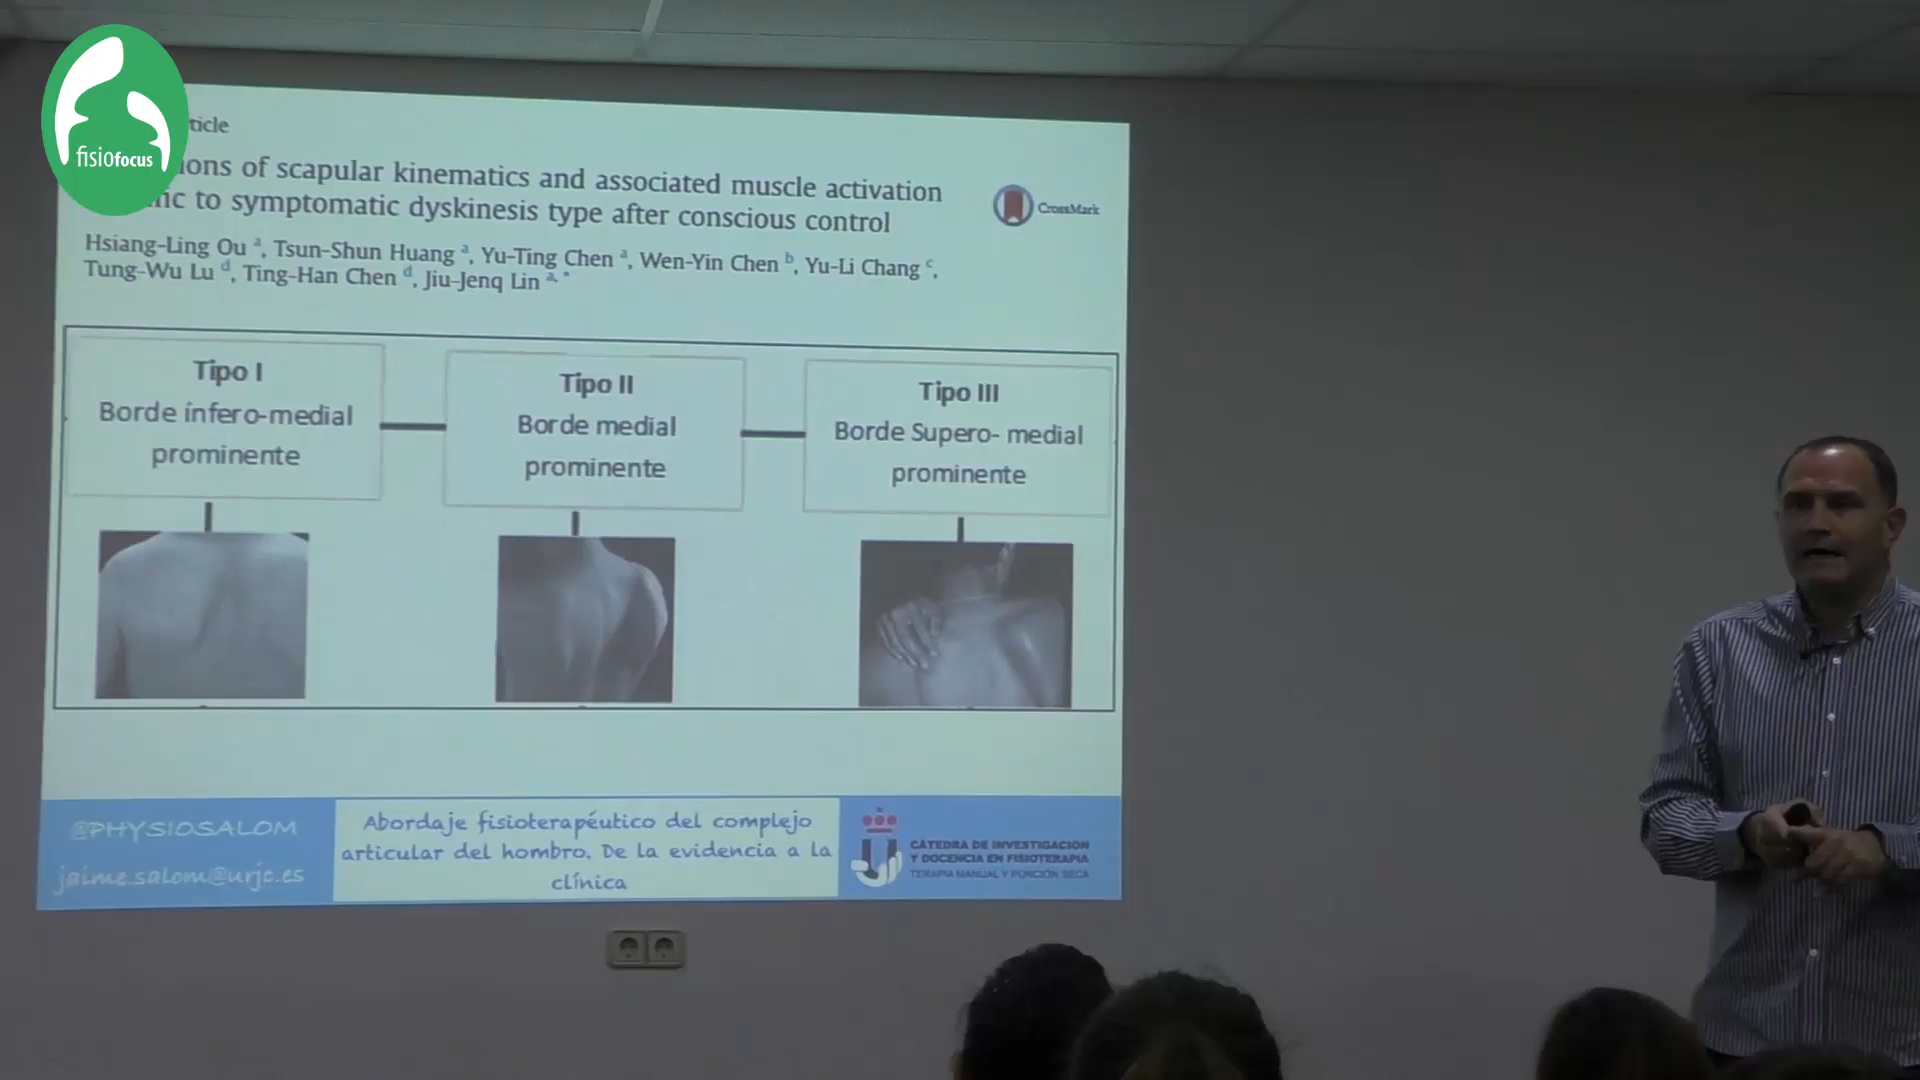 fisiofocus
ticle
ions of scapular kinematics and associated muscle activation
ic to symptomatic dyskinesis type after conscious control
CrossMark
Hsiang-Ling Ou a, Tsun-Shun Huang a, Yu-Ting Chen a, Wen-Yin Chen b, Yu-Li Chang c,
Tung-Wu Lu d, Ting-Han Chen d, Jiu-Jenq Lin a, *
Tipo I
Borde ínfero-medial
prominente
Tipo II
Borde medial
prominente
Tipo III
Borde Supero- medial
prominente
@PHYSIOSALOM
jaime.salom@urjc.es
Abordaje fisioterapéutico del complejo
articular del hombro. De la evidencia a la
clínica
CÁTEDRA DE INVESTIGACIÓN
Y DOCENCIA EN FISIOTERAPIA
TERAPIA MANUAL Y PUNCIÓN SECA